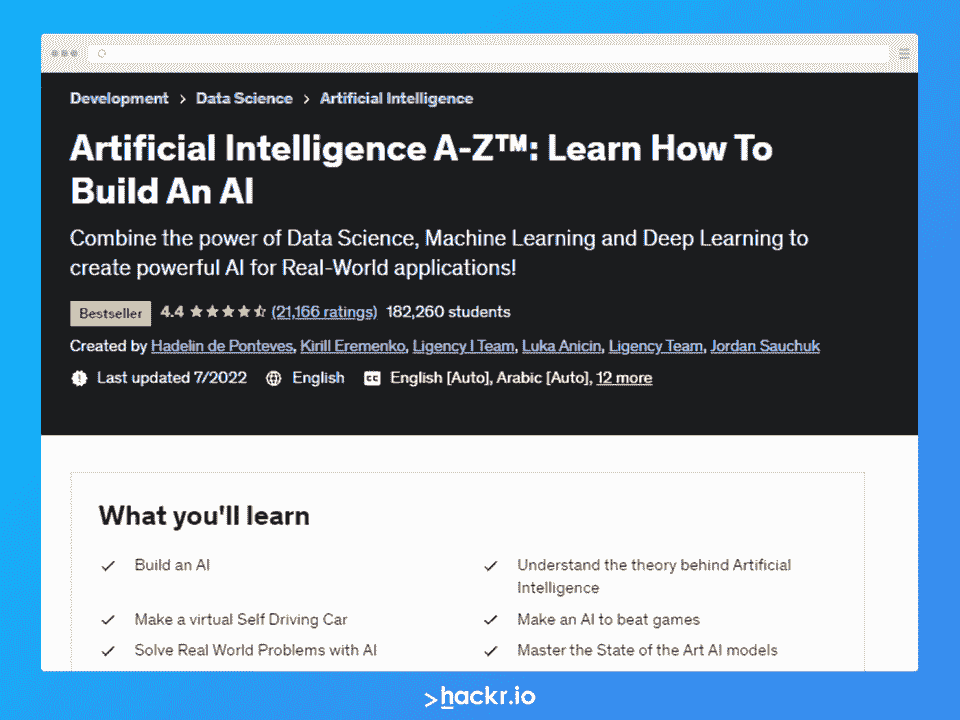 Development > Data Science > Artificial Intelligence
Artificial Intelligence A-Z™: Learn How To
Build An AI
Combine the power of Data Science, Machine Learning and Deep Learning to
create powerful AI for Real-World applications!
Bestseller 4.4 (21,166 ratings) 182,260 students
Created by Hadelin de Ponteves, Kirill Eremenko, Ligency I Team, Luka Anicin, Ligency Team, Jordan Sauchuk
Last updated 7/2022 English CC English [Auto], Arabic [Auto], 12 more
What you'll learn
Build an AI
Understand the theory behind Artificial
Intelligence
Make a virtual Self Driving Car
Make an AI to beat games
Solve Real World Problems with AI
Master the State of the Art AI models
>hackr.io